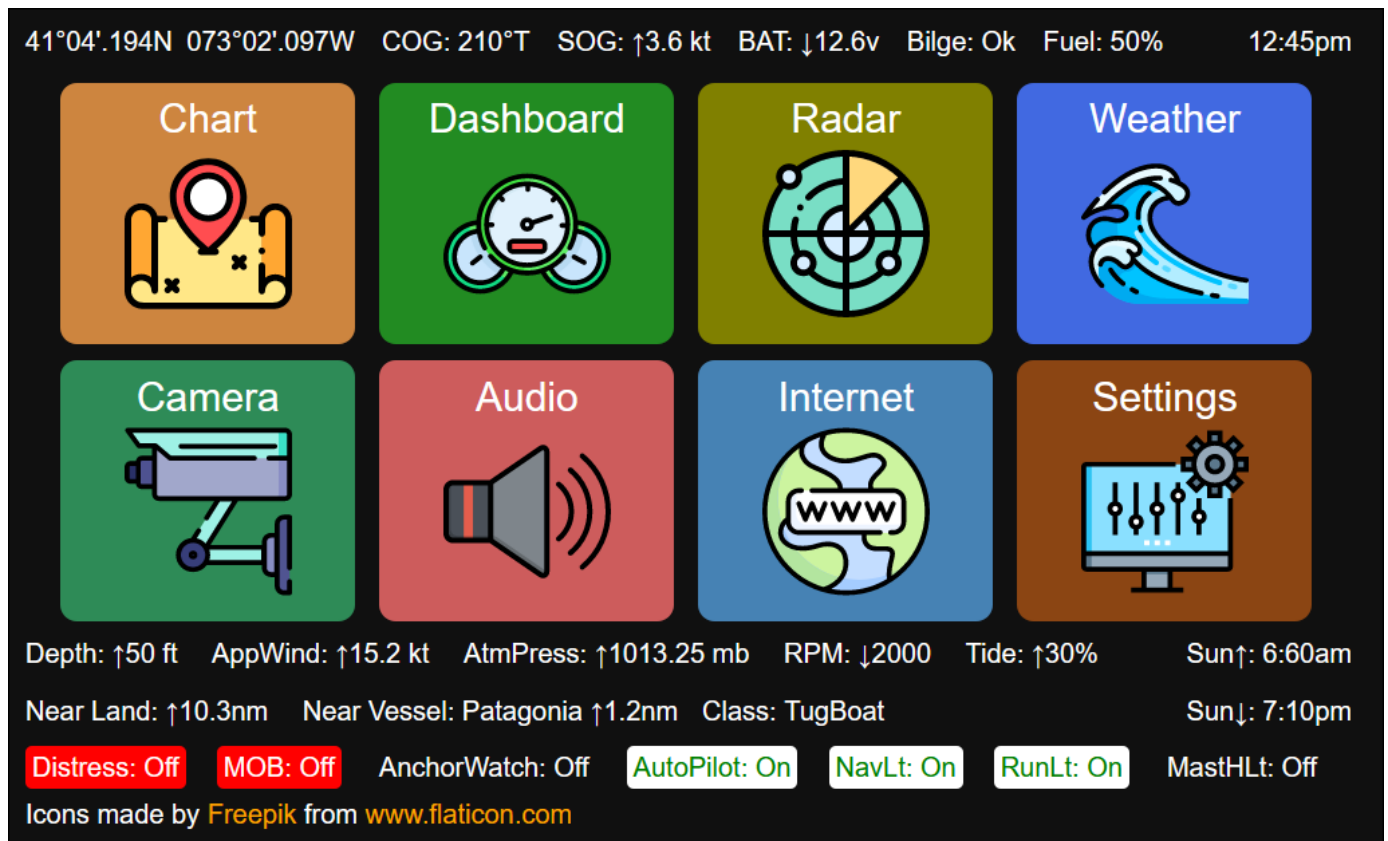 41°04'.194N 073°02'.097W COG: 210°T SOG: ↑3.6 kt BAT: ↓12.6v Bilge: Ok Fuel: 50% 12:45pm
Chart Dashboard Radar Weather
Camera Audio Internet Settings
WWW
Depth: ↑50 ft AppWind: ↑15.2 kt AtmPress: ↑1013.25 mb RPM: ↓2000 Tide: ↑30% Sun↑: 6:60am
Near Land: ↑10.3nm Near Vessel: Patagonia ↑1.2nm Class: TugBoat Sun↓: 7:10pm
Distress: Off MOB: Off AnchorWatch: Off AutoPilot: On NavLt: On RunLt: On MastHLt: Off
Icons made by Freepik from www.flaticon.com